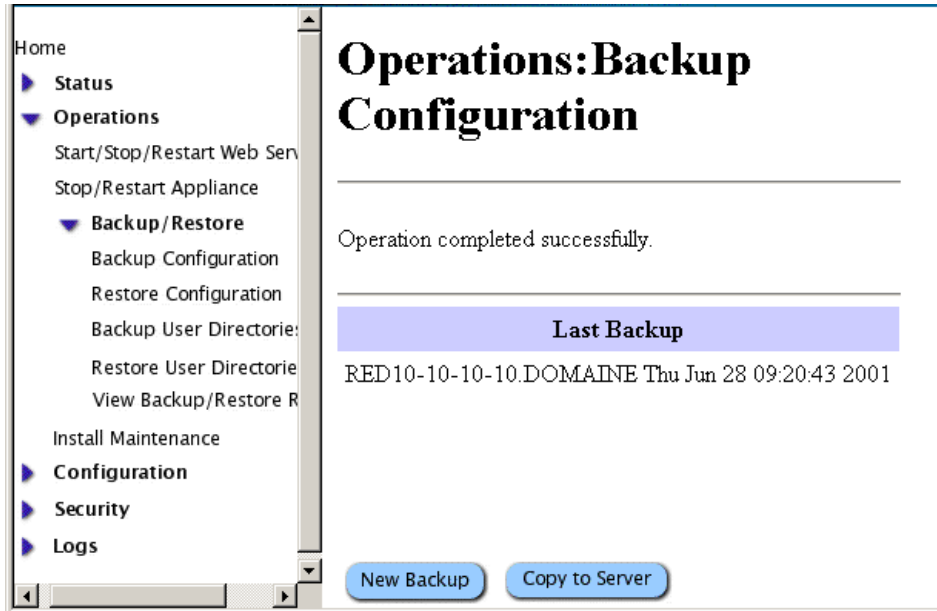 Home
Status
Operations
Start/Stop/Restart Web Serv
Stop/Restart Appliance
Backup/Restore
Backup Configuration
Restore Configuration
Backup User Directories
Restore User Directorie
View Backup/Restore R
Install Maintenance
Configuration
Security
Logs
Operations:Backup
Configuration
Operation completed successfully.
Last Backup
RED10-10-10-10.DOMAINE Thu Jun 28 09:20:43 2001
New Backup
Copy to Server